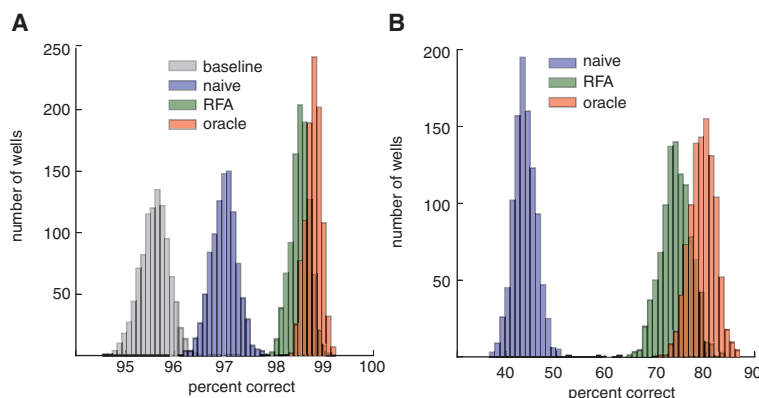 A
250
200
150
100
50
number of wells
baseline
naive
RFA
oracle
95 96 97 98 99 100
percent correct
B
200
150
100
50
number of wells
naive
RFA
oracle
40 50 60 70 80 90
percent correct